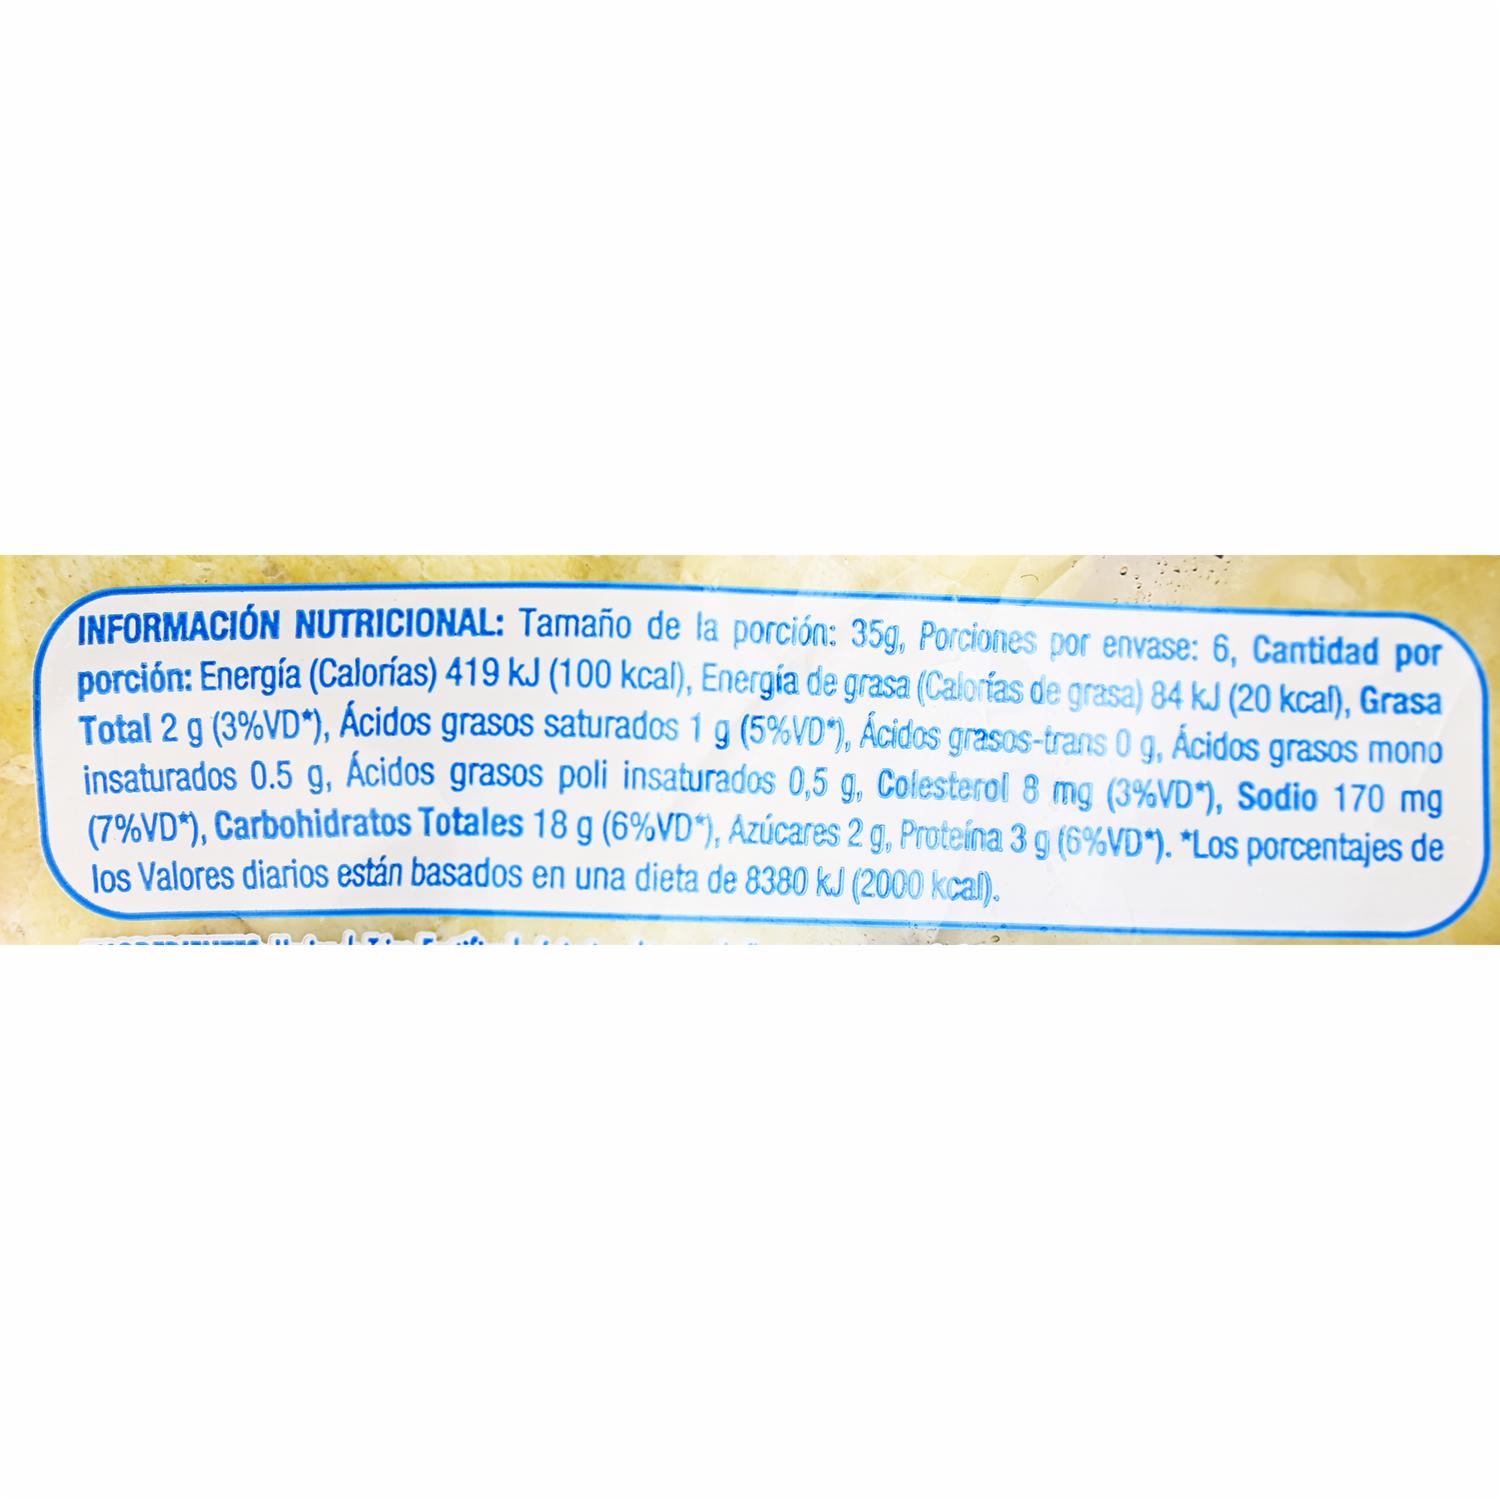 INFORMACIÓN NUTRICIONAL: Tamaño de la porción: 35g, Porciones por envase: 6, Cantidad por
porción: Energía (Calorías) 419 kJ (100 kcal), Energía de grasa (Calorías de grasa) 84 kJ (20 kcal), Grasa
Total 2 g (3%VD*), Ácidos grasos saturados 1 g (5%VD*), Ácidos grasos-trans 0 g, Ácidos grasos mono
insaturados 0.5 g, Ácidos grasos poli insaturados 0,5 g, Colesterol 8 mg (3%VD*), Sodio 170 mg
(7%VD*), Carbohidratos Totales 18 g (6%VD*), Azúcares 2 g, Proteína 3 g (6%VD*). *Los porcentajes de
los Valores diarios están basados en una dieta de 8380 kJ (2000 kcal).